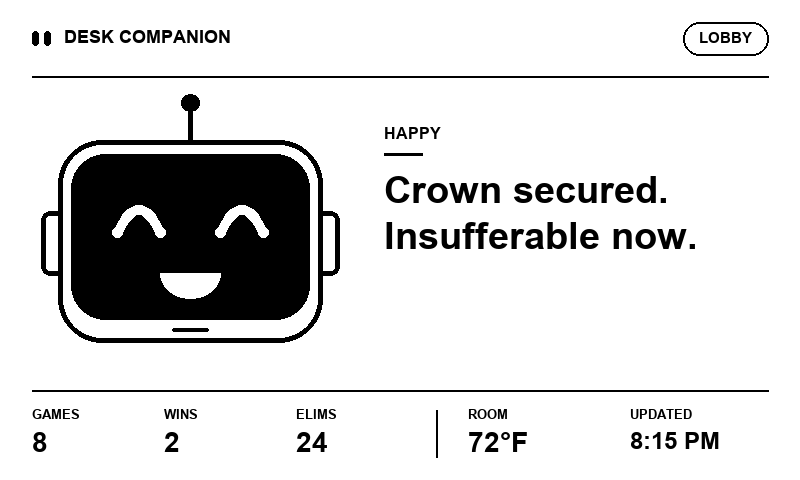 DESK COMPANION
LOBBY
HAPPY
Crown secured.
Insufferable now.
GAMES
8
WINS
2
ELIMS
24
ROOM
72°F
UPDATED
8:15 PM